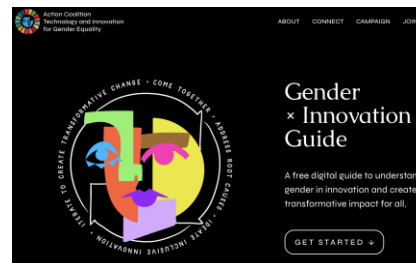 Action Coalition
Technology and Innovation
for Gender Equality
ABOUT CONNECT CAMPAIGN JOIN
COME TOGETHER • ADDRESS ROOT CAUSES • IDEATE INCLUSIVE INNOVATION • ITERATE TO CREATE TRANSFORMATIVE CHANGE •
Gender
× Innovation
Guide
A free digital guide to understan
gender in innovation and create
transformative impact for all.
GET STARTED ↓